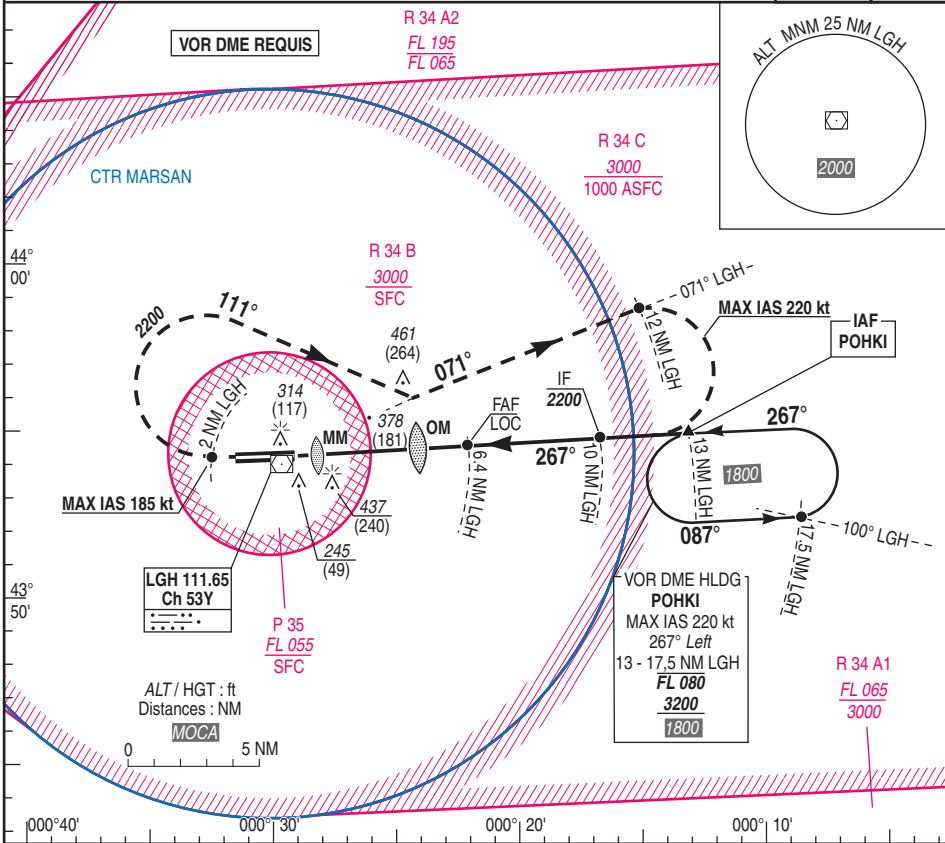 R 34 A2
FL 195
FL 065
VOR DME REQUIS
ALT MNM 25 NM LGH
2000
R 34 C
3000
1000 ASFC
CTR MARSAN
R 34 B
3000
SFC
44°
00'
2200
111°
461
(264)
071°
071° LGH
12 NM LGH
MAX IAS 220 kt
IAF
POHKI
2 NM LGH
314
(117)
378
(181)
MM
OM
FAF
LOC
6.4 NM LGH
IF
2200
267°
10 NM LGH
13 NM LGH
267°
1800
087°
100° LGH
17.5 NM LGH
MAX IAS 185 kt
437
(240)
245
(49)
LGH 111.65
Ch 53Y
43°
50'
P 35
FL 055
SFC
VOR DME HLDG
POHKI
MAX IAS 220 kt
267° Left
13 - 17,5 NM LGH
FL 080
3200
1800
R 34 A1
FL 065
3000
ALT / HGT : ft
Distances : NM
MOCA
0 5 NM
000°40' 000° 30' 000°20' 000°10'